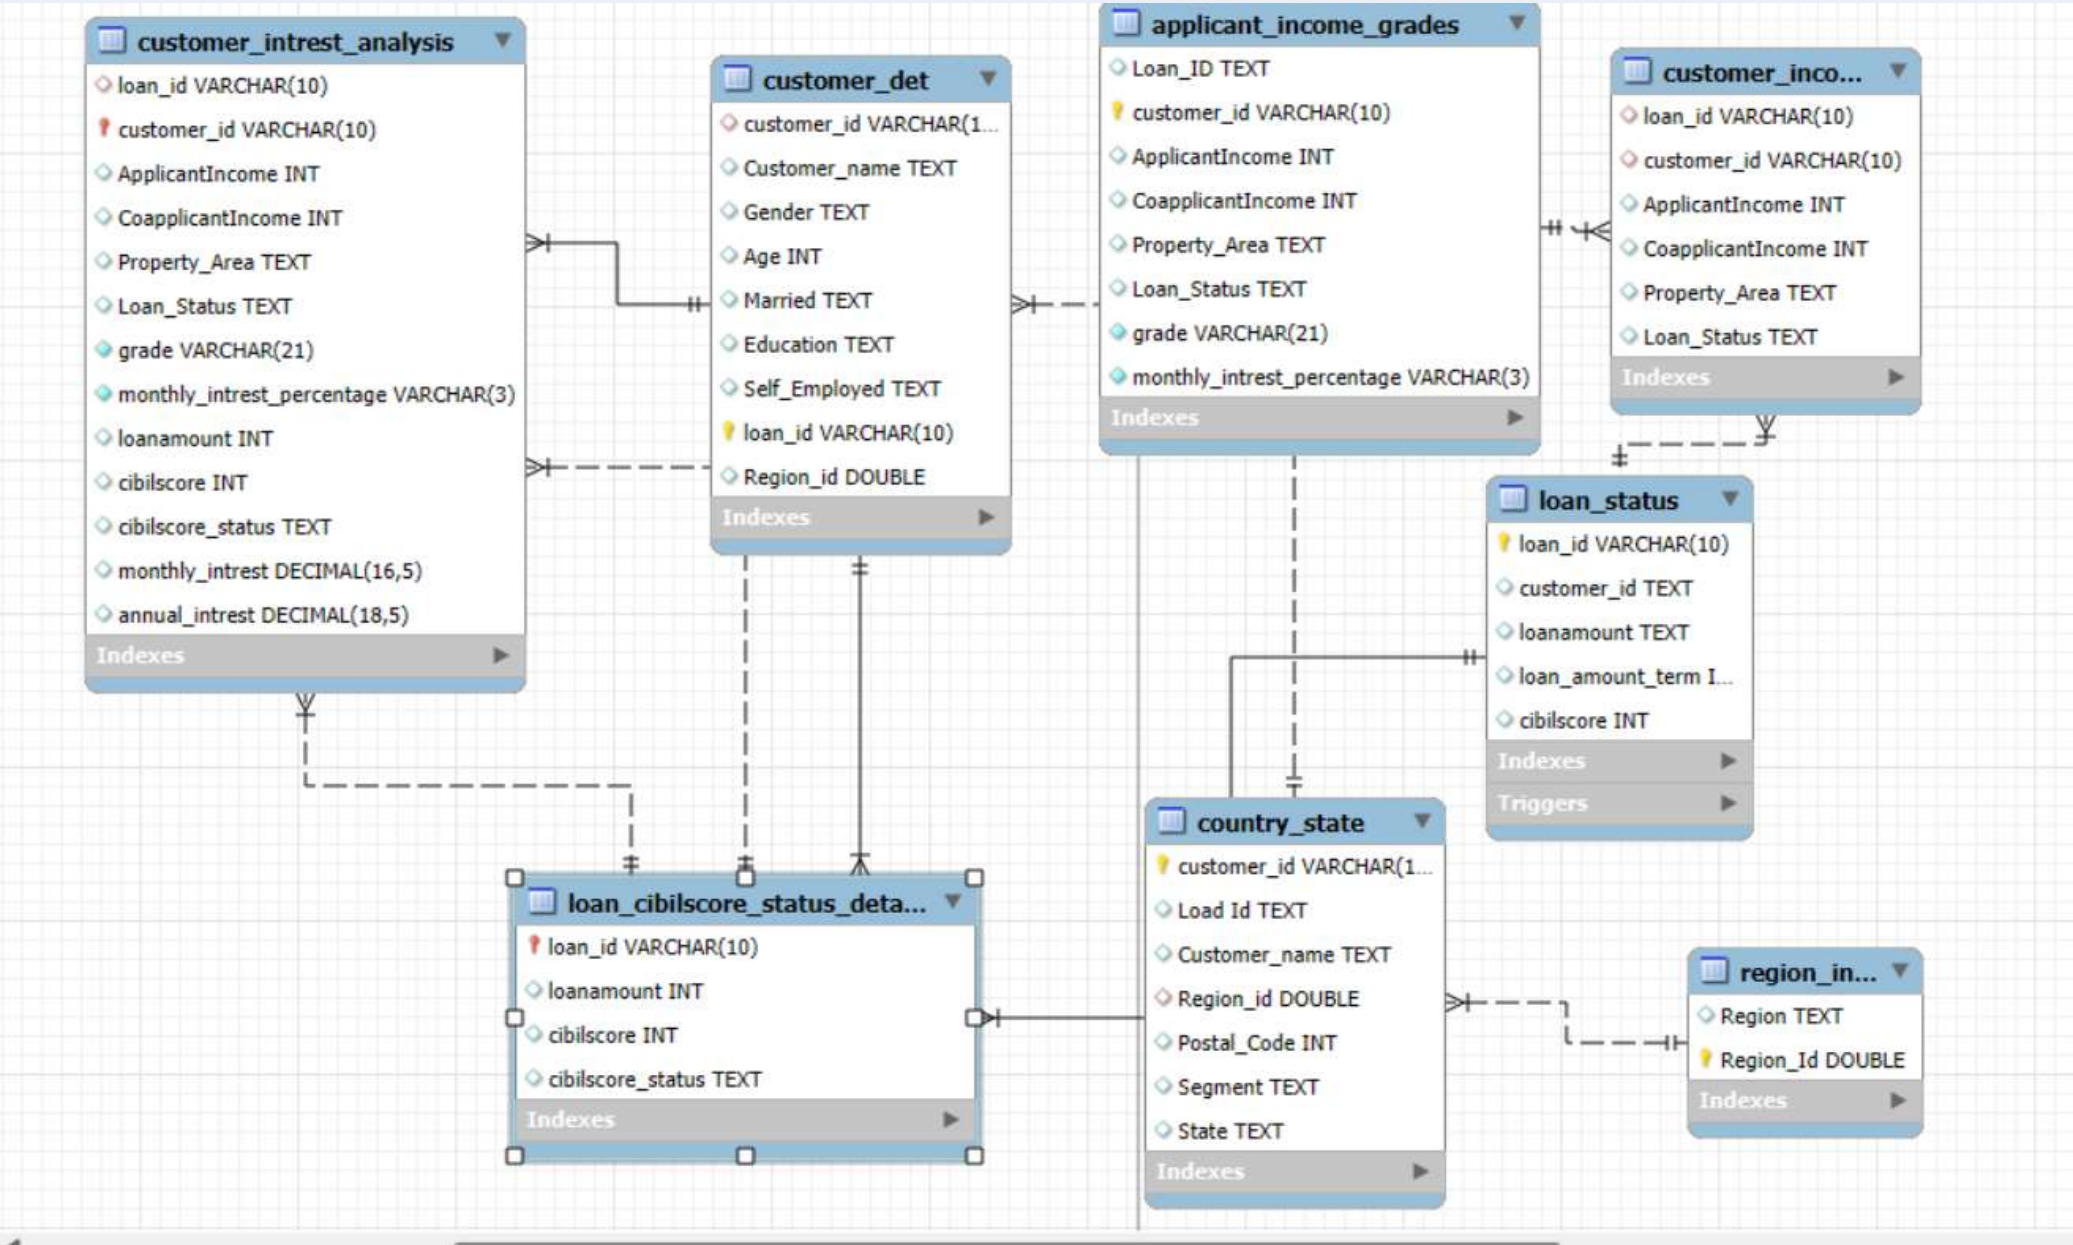 customer_intrest_analysis
loan_id VARCHAR(10)
customer_id VARCHAR(10)
ApplicantIncome INT
CoapplicantIncome INT
Property_Area TEXT
Loan_Status TEXT
grade VARCHAR(21)
monthly_intrest_percentage VARCHAR(3)
loanamount INT
cibilscore INT
cibilscore_status TEXT
monthly_intrest DECIMAL(16,5)
annual_intrest DECIMAL(18,5)
Indexes
customer_det
customer_id VARCHAR(1...
Customer_name TEXT
Gender TEXT
Age INT
Married TEXT
Education TEXT
Self_Employed TEXT
loan_id VARCHAR(10)
Region_id DOUBLE
Indexes
applicant_income_grades
Loan_ID TEXT
customer_id VARCHAR(10)
ApplicantIncome INT
CoapplicantIncome INT
Property_Area TEXT
Loan_Status TEXT
grade VARCHAR(21)
monthly_intrest_percentage VARCHAR(3)
Indexes
customer_inco...
loan_id VARCHAR(10)
customer_id VARCHAR(10)
ApplicantIncome INT
CoapplicantIncome INT
Property_Area TEXT
Loan_Status TEXT
Indexes
loan_status
loan_id VARCHAR(10)
customer_id TEXT
loanamount TEXT
loan_amount_term I...
cibilscore INT
Indexes
Triggers
loan_cibilscore_status_deta...
loan_id VARCHAR(10)
loanamount INT
cibilscore INT
cibilscore_status TEXT
Indexes
country_state
customer_id VARCHAR(1...
Load Id TEXT
Customer_name TEXT
Region_id DOUBLE
Postal_Code INT
Segment TEXT
State TEXT
Indexes
region_in...
Region TEXT
Region_Id DOUBLE
Indexes